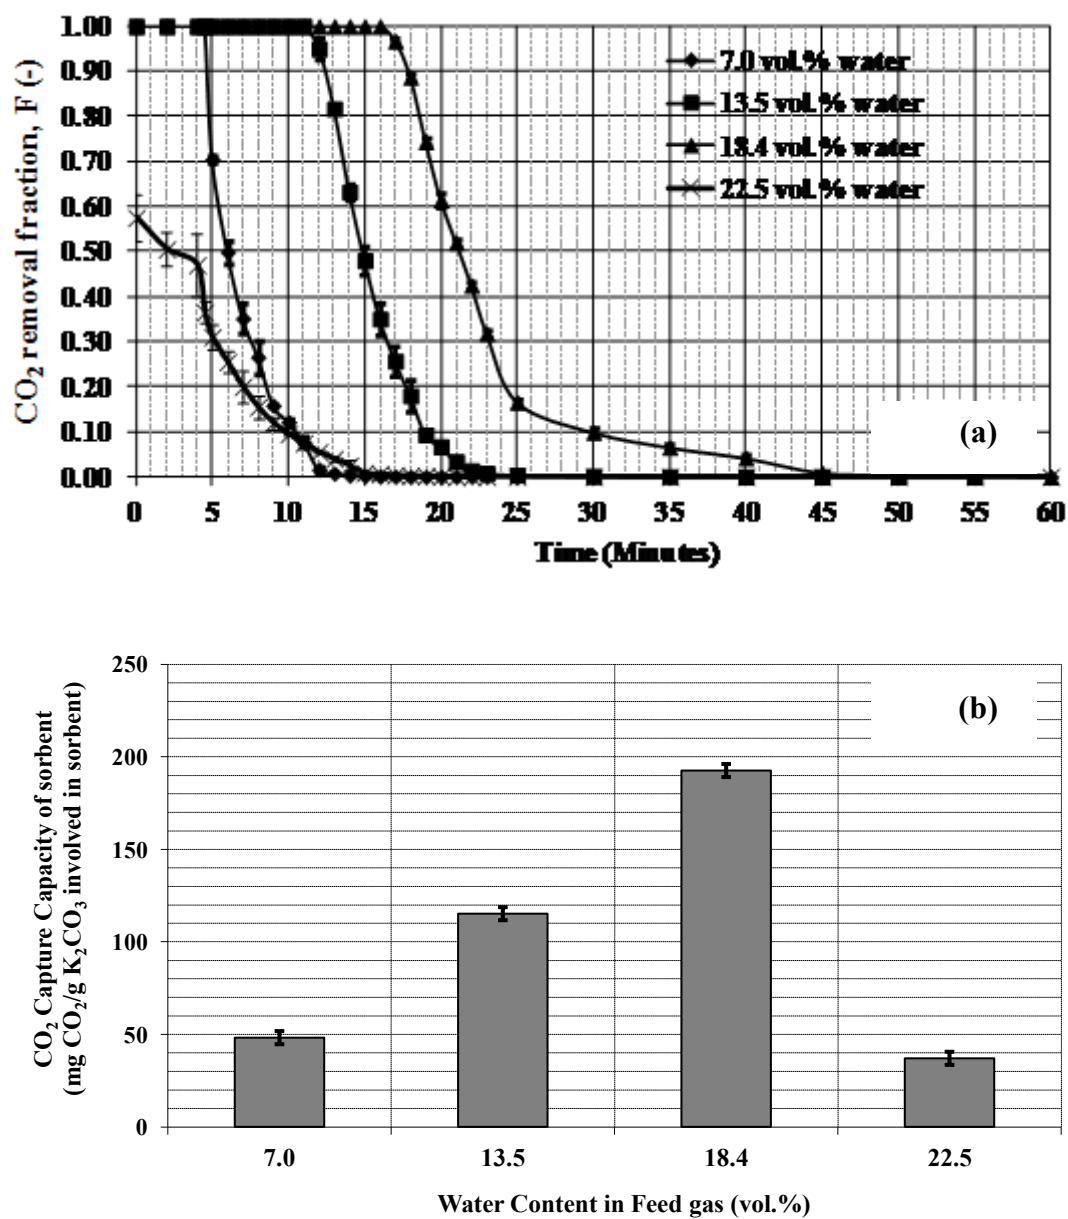 CO₂ removal fraction, F (-)
1.00
0.90
0.80
0.70
0.60
0.50
0.40
0.30
0.20
0.10
0.00
7.0 vol.% water
13.5 vol.% water
18.4 vol.% water
22.5 vol.% water
(a)
0 5 10 15 20 25 30 35 40 45 50 55 60
Time (Minutes)
CO₂ Capture Capacity of sorbent
(mg CO₂/g K₂CO₃ involved in sorbent)
250
200
150
100
50
0
(b)
7.0 13.5 18.4 22.5
Water Content in Feed gas (vol.%)